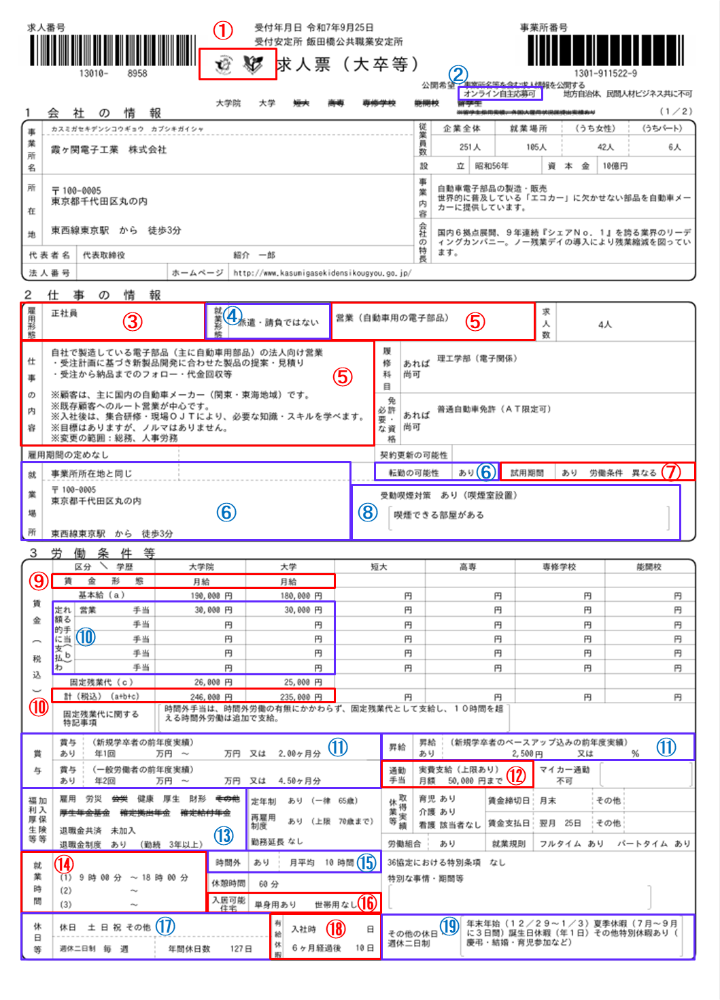 求人番号
①
受付年月日 令和7年9月25日
事業所番号
受付安定所 飯田橋公共職業安定所
13010- 8958
求人票（大卒等）
1301-911522-9
②
公開希望 事業所名等を含む求人情報を公開する
オンライン自主応募可 地方自治体、民間人材ビジネス共に不可
大学院 大学 短大 高専 専修学校 能開校 留学生
※留学生採用実績、外国人雇用状況届提出実績あり
（1／2）
1 会社の情報
事業所名
カスミガセキデンシコウギョウ カブシキガイシャ
霞ヶ関電子工業 株式会社
従業員数
企業全体 就業場所 （うち女性） （うちパート）
251人 105人 42人 6人
設立 昭和56年 資本金 10億円
所在地
〒100-0005
東京都千代田区丸の内
東西線東京駅 から 徒歩3分
事業内容
自動車電子部品の製造・販売
世界的に普及している「エコカー」に欠かせない部品を自動車メー
カーに提供しています。
会社の特長
国内6拠点展開、9年連続『シェアNo.1』を誇る業界のリーデ
ィングカンパニー。ノー残業デイの導入により残業縮減を図ってい
ます。
代表者名 代表取締役 紹介 一郎
法人番号 ホームページ http://www.kasumigasekidensikougyou.go.jp/
2 仕事の情報
雇用形態 正社員 ③
就業形態 ④ 派遣・請負ではない
営業（自動車用の電子部品） ⑤
求人数 4人
仕事の内容
自社で製造している電子部品（主に自動車用部品）の法人向け営業
・受注計画に基づき新製品開発に合わせた製品の提案・見積り
・受注から納品までのフォロー・代金回収等
⑤
※顧客は、主に国内の自動車メーカー（関東・東海地域）です。
※既存顧客へのルート営業が中心です。
※入社後は、集合研修・現場OJTにより、必要な知識・スキルを学べます。
※目標はありますが、ノルマはありません。
※変更の範囲：総務、人事労務
履修科目 あれば尚可 理工学部（電子関係）
必要な免許・資格 あれば尚可 普通自動車免許（AT限定可）
雇用期間の定めなし
契約更新の可能性
就業場所
事業所所在地と同じ
〒100-0005
東京都千代田区丸の内
⑥
東西線東京駅 から 徒歩3分
転勤の可能性 あり ⑥
試用期間 あり 労働条件 異なる ⑦
受動喫煙対策 あり（喫煙室設置）
⑧ 喫煙できる部屋がある
3 労働条件等
賃金（税込）
区分 ＼ 学歴 大学院 大学 短大 高専 専修学校 能開校
⑨ 賃金形態 月給 月給
基本給（a） 190,000 円 180,000 円 円 円 円 円
定額的に支払われる手当（b） ⑩
営業 手当 30,000 円 30,000 円 円 円 円 円
手当 円 円 円 円 円 円
手当 円 円 円 円 円 円
手当 円 円 円 円 円 円
手当 円 円 円 円 円 円
固定残業代（c） 26,000 円 25,000 円
⑩ 計（税込）（a+b+c） 246,000 円 235,000 円 円 円 円 円
固定残業代に関する
特記事項
時間外手当は、時間外労働の有無にかかわらず、固定残業代として支給し、10時間を超
える時間外労働は追加で支給。
賞与
賞与 （新規学卒者の前年度実績） ⑪
あり 年1回 万円 ～ 万円 又は 2.00ヶ月分
賞与 （一般労働者の前年度実績）
あり 年2回 万円 ～ 万円 又は 4.50ヶ月分
昇給 昇給 （新規学卒者のベースアップ込みの前年度実績） ⑪
あり 2,500円 又は %
通勤手当 実費支給（上限あり） ⑫
月額 50,000 円まで
マイカー通勤
不可
福利厚生等 加入保険等
雇用 労災 公災 健康 厚生 財形 その他
厚生年金基金 確定拠出年金 確定給付年金
退職金共済 未加入 ⑬
退職金制度 あり （勤続 3年以上）
定年制 あり （一律 65歳）
再雇用制度 あり （上限 70歳まで）
勤務延長 なし
休業等取得実績
育児 あり
介護 あり
看護 該当者なし
賃金締切日 月末 その他
賃金支払日 翌月 25日 その他
労働組合 あり 就業規則 フルタイム あり パートタイム あり
就業時間 ⑭
(1) 9 時 00 分 ～ 18 時 00 分
(2) ～
(3) ～
時間外 あり 月平均 10 時間 ⑮
休憩時間 60 分
入居可能住宅 単身用あり 世帯用なし ⑯
36協定における特別条項 なし
特別な事情・期間等
休日等
休日 土 日 祝 その他 ⑰
週休二日制 毎 週 年間休日数 127日
有給休暇
入社時 ⑱ 日
6ヶ月経過後 10日
その他の休日 ⑲
週休二日制
年末年始（12/29～1/3）夏季休暇（7月～9月
に3日間）誕生日休暇（年1日）その他特別休暇あり（
慶弔・結婚・育児参加など）